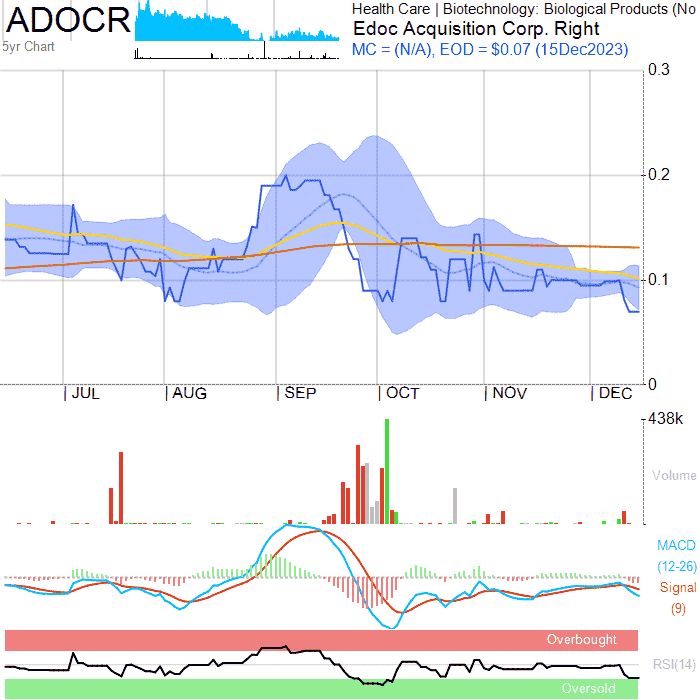 ADOCR
5yr Chart
Health Care | Biotechnology: Biological Products (No
Edoc Acquisition Corp. Right
MC = (N/A), EOD = $0.07 (15Dec2023)
0.3
0.2
0.1
0
JUL AUG SEP OCT NOV DEC
438k
Volume
MACD
(12-26)
Signal
(9)
Overbought
RSI(14)
Oversold